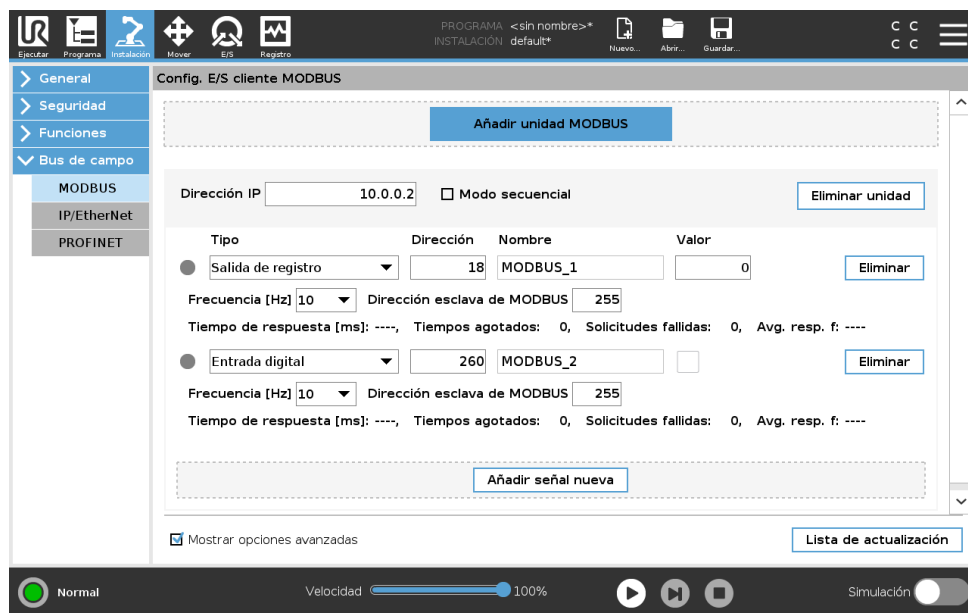 PROGRAMA <sin nombre>*
INSTALACIÓN default*
Ejecutar Programa Instalación Mover E/S Registro
Nuevo... Abrir... Guardar...
C C
C C
General
Seguridad
Funciones
Bus de campo
MODBUS
IP/EtherNet
PROFINET
Config. E/S cliente MODBUS
Añadir unidad MODBUS
Dirección IP 10.0.0.2 Modo secuencial Eliminar unidad
Tipo Dirección Nombre Valor
Salida de registro 18 MODBUS_1 0 Eliminar
Frecuencia [Hz] 10 Dirección esclava de MODBUS 255
Tiempo de respuesta [ms]: ----, Tiempos agotados: 0, Solicitudes fallidas: 0, Avg. resp. f: ----
Entrada digital 260 MODBUS_2 Eliminar
Frecuencia [Hz] 10 Dirección esclava de MODBUS 255
Tiempo de respuesta [ms]: ----, Tiempos agotados: 0, Solicitudes fallidas: 0, Avg. resp. f: ----
Añadir señal nueva
Mostrar opciones avanzadas Lista de actualización
Normal Velocidad 100% Simulación